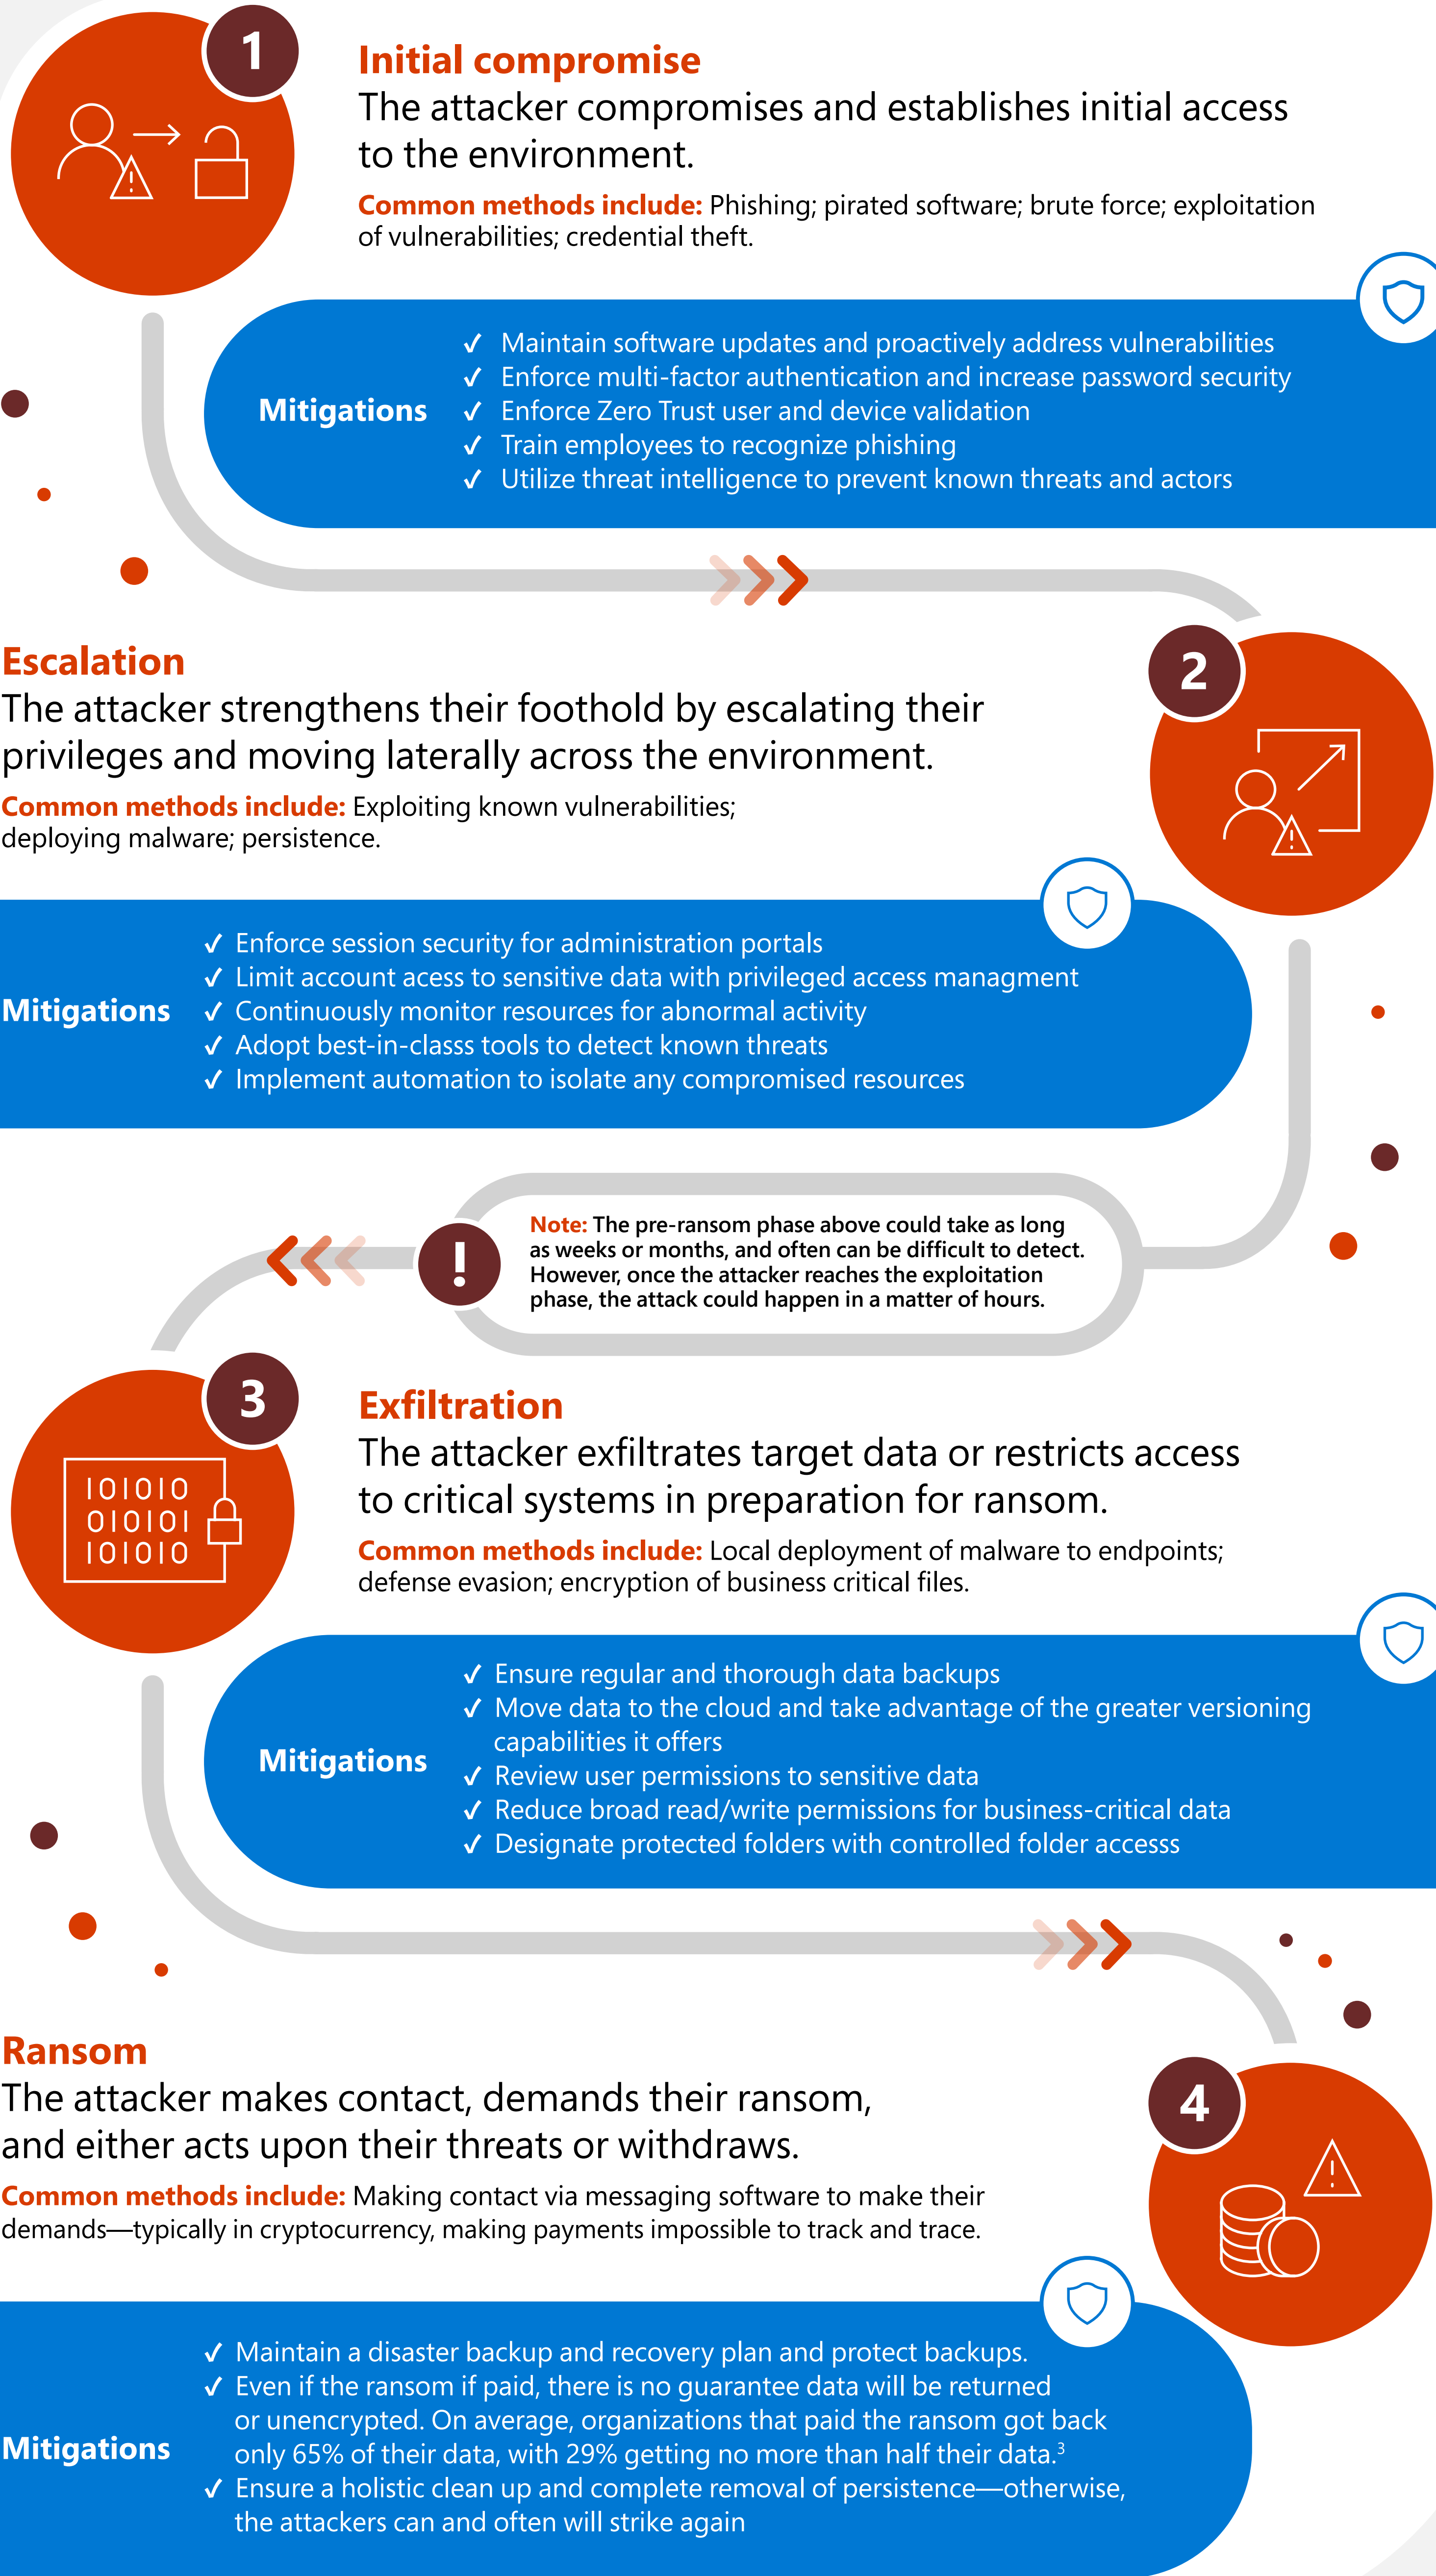 1
Initial compromise
The attacker compromises and establishes initial access
to the environment.
Common methods include: Phishing; pirated software; brute force; exploitation
of vulnerabilities; credential theft.
Mitigations
✓ Maintain software updates and proactively address vulnerabilities
✓ Enforce multi-factor authentication and increase password security
✓ Enforce Zero Trust user and device validation
✓ Train employees to recognize phishing
✓ Utilize threat intelligence to prevent known threats and actors
2
Escalation
The attacker strengthens their foothold by escalating their
privileges and moving laterally across the environment.
Common methods include: Exploiting known vulnerabilities;
deploying malware; persistence.
Mitigations
✓ Enforce session security for administration portals
✓ Limit account acess to sensitive data with privileged access managment
✓ Continuously monitor resources for abnormal activity
✓ Adopt best-in-classs tools to detect known threats
✓ Implement automation to isolate any compromised resources
!
Note: The pre-ransom phase above could take as long
as weeks or months, and often can be difficult to detect.
However, once the attacker reaches the exploitation
phase, the attack could happen in a matter of hours.
3
101010
010101
101010
Exfiltration
The attacker exfiltrates target data or restricts access
to critical systems in preparation for ransom.
Common methods include: Local deployment of malware to endpoints;
defense evasion; encryption of business critical files.
Mitigations
✓ Ensure regular and thorough data backups
✓ Move data to the cloud and take advantage of the greater versioning
capabilities it offers
✓ Review user permissions to sensitive data
✓ Reduce broad read/write permissions for business-critical data
✓ Designate protected folders with controlled folder accesss
4
Ransom
The attacker makes contact, demands their ransom,
and either acts upon their threats or withdraws.
Common methods include: Making contact via messaging software to make their
demands—typically in cryptocurrency, making payments impossible to track and trace.
Mitigations
✓ Maintain a disaster backup and recovery plan and protect backups.
✓ Even if the ransom if paid, there is no guarantee data will be returned
or unencrypted. On average, organizations that paid the ransom got back
only 65% of their data, with 29% getting no more than half their data.³
✓ Ensure a holistic clean up and complete removal of persistence—otherwise,
the attackers can and often will strike again